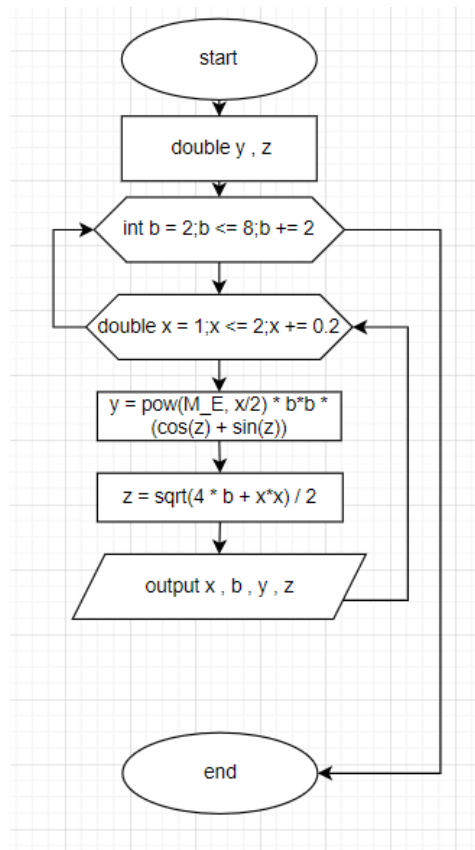 start
double y , z
int b = 2;b <= 8;b += 2
double x = 1;x <= 2;x += 0.2
y = pow(M_E, x/2) * b*b *
(cos(z) + sin(z))
z = sqrt(4 * b + x*x) / 2
output x , b , y , z
end